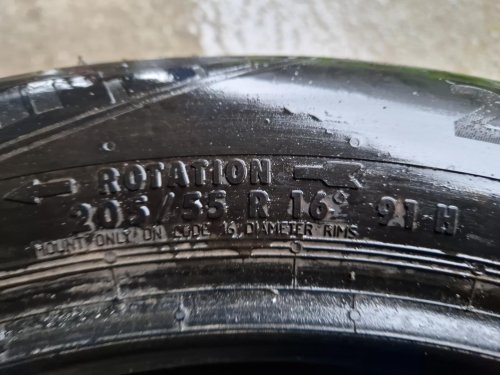 ROTATION
205/55 R 16 91 H
MOUNT ONLY ON CODE 16 DIAMETER RIMS